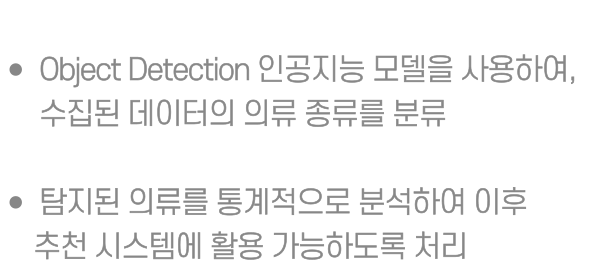 • Object Detection 인공지능 모델을 사용하여,
수집된 데이터의 의류 종류를 분류
• 탐지된 의류를 통계적으로 분석하여 이후
추천 시스템에 활용 가능하도록 처리